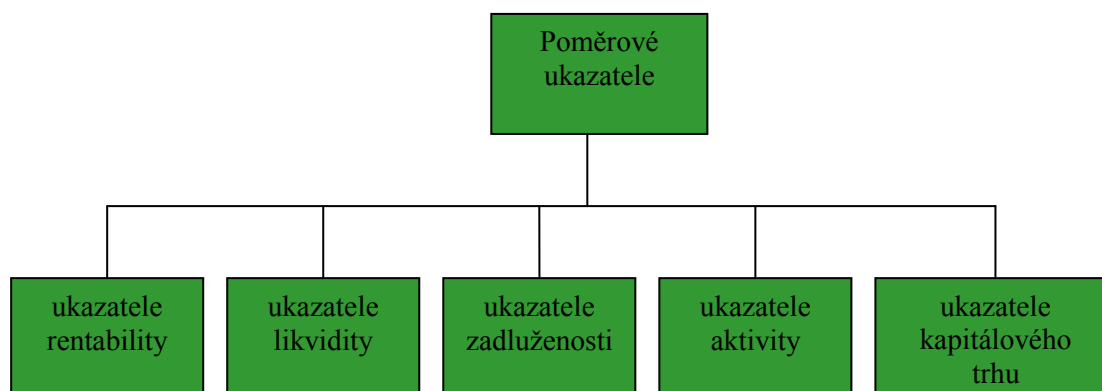 Poměrové
ukazatele
ukazatele
rentability
ukazatele
likvidity
ukazatele
zadluženosti
ukazatele
aktivity
ukazatele
kapitálového
trhu